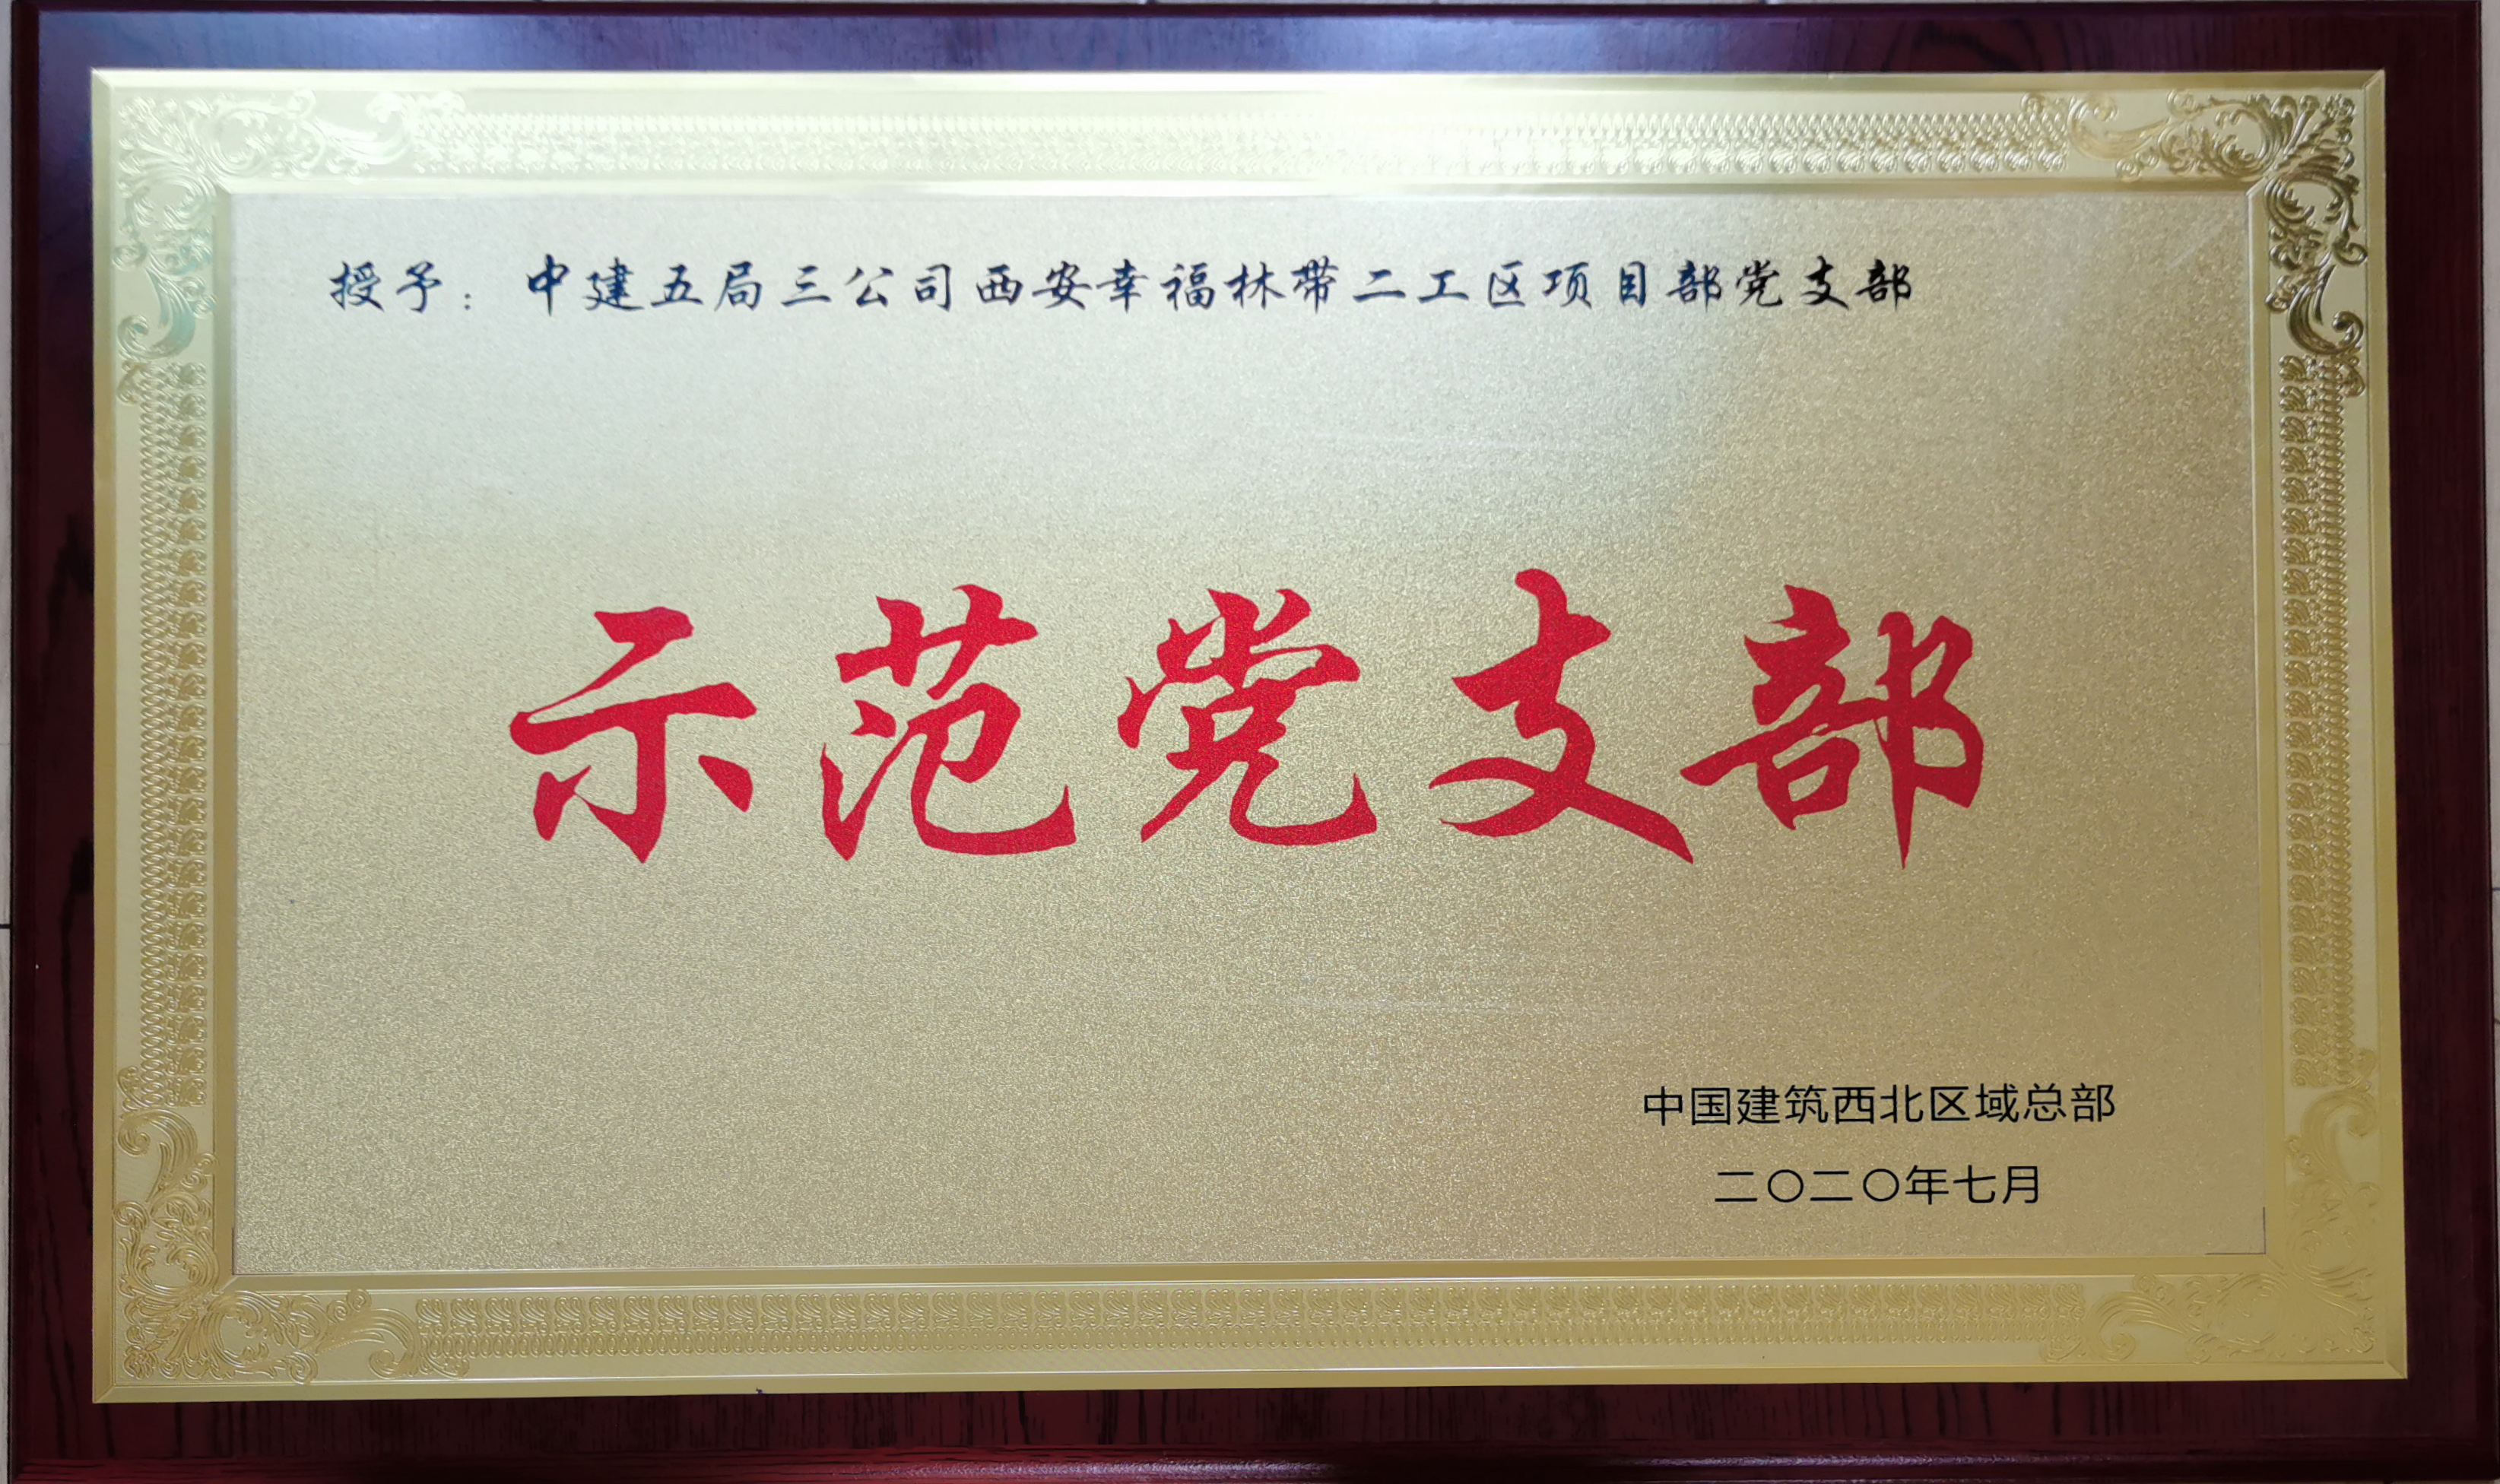 授予：中建五局三公司西安幸福林带二工区项目部党支部
示范党支部
中国建筑西北区域总部
二〇二〇年七月